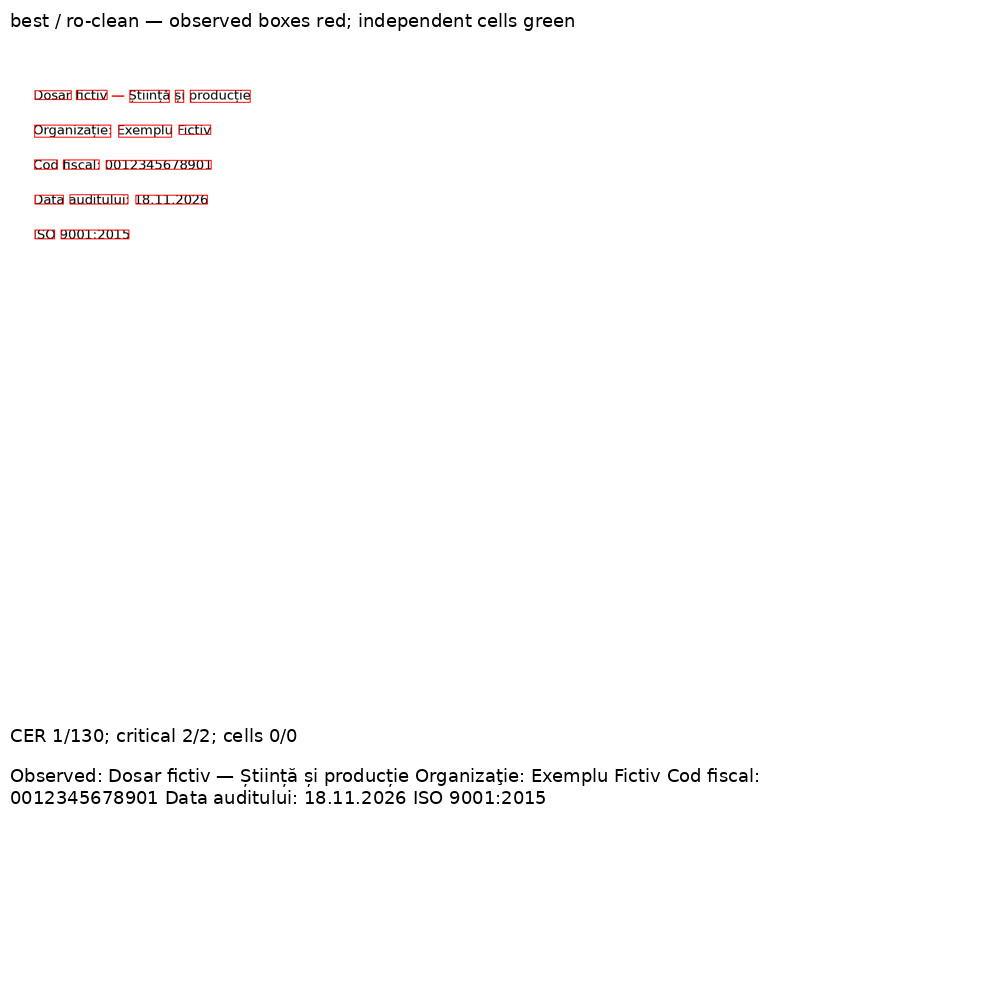 best / ro-clean — observed boxes red; independent cells green
Dosar fictiv — Știință și producție
Organizație: Exemplu Fictiv
Cod fiscal: 0012345678901
Data auditului: 18.11.2026
ISO 9001:2015
CER 1/130; critical 2/2; cells 0/0
Observed: Dosar fictiv — Știință și producție Organizaţie: Exemplu Fictiv Cod fiscal:
0012345678901 Data auditului: 18.11.2026 ISO 9001:2015